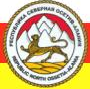 РЕСПУБЛИКА СЕВЕРНАЯ ОСЕТИЯ-АЛАНИЯ
REPUBLIC NORTH OSSETIA-ALANIA